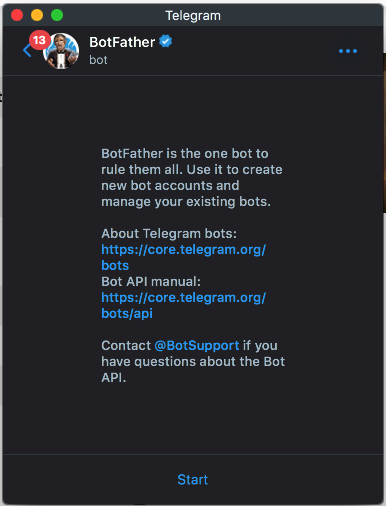 Telegram
13
BotFather
bot
BotFather is the one bot to
rule them all. Use it to create
new bot accounts and
manage your existing bots.
About Telegram bots:
https://core.telegram.org/
bots
Bot API manual:
https://core.telegram.org/
bots/api
Contact @BotSupport if you
have questions about the Bot
API.
Start